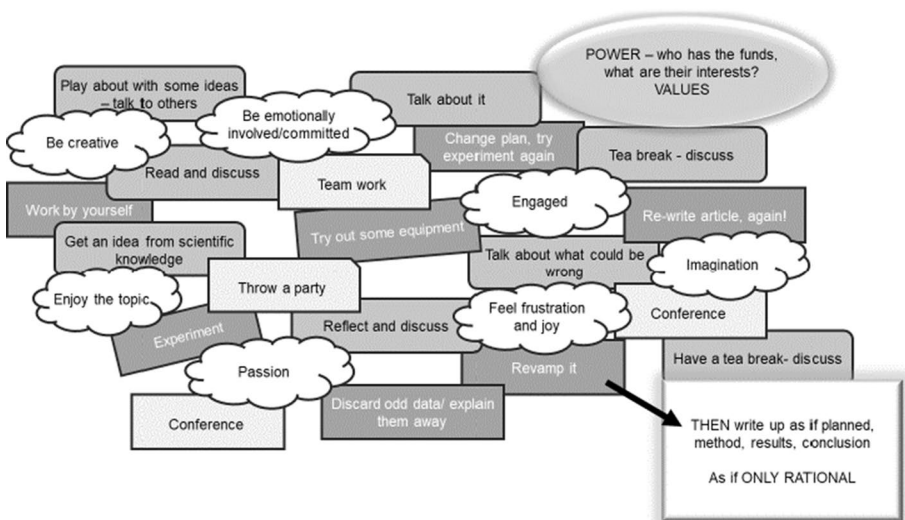 POWER – who has the funds,
what are their interests?
VALUES
Play about with some ideas
– talk to others
Be emotionally
involved/committed
Talk about it
Be creative
Change plan, try
experiment again
Tea break - discuss
Read and discuss
Team work
Engaged
Work by yourself
Re-write article, again!
Try out some equipment
Get an idea from scientific
knowledge
Talk about what could be
wrong
Imagination
Enjoy the topic
Throw a party
Feel frustration
and joy
Conference
Experiment
Reflect and discuss
Have a tea break- discuss
Passion
Revamp it
Discard odd data/ explain
them away
Conference
THEN write up as if planned,
method, results, conclusion
As if ONLY RATIONAL